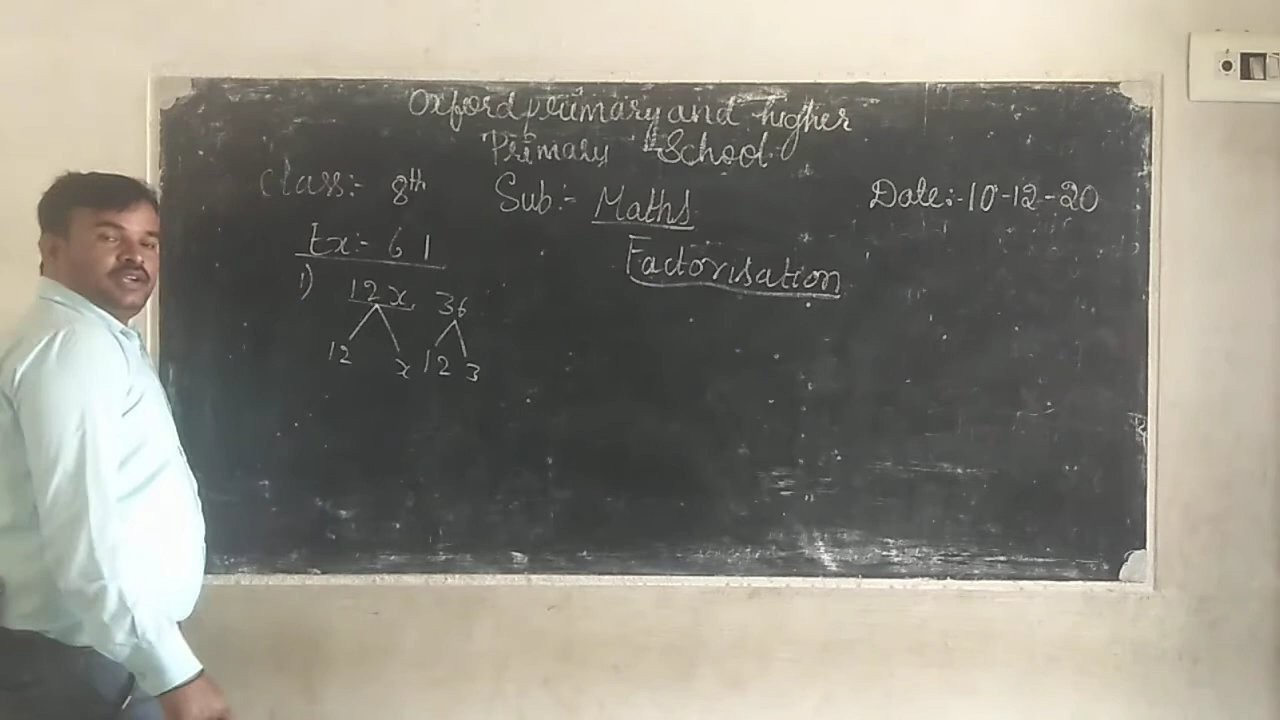 Oxford primary and higher
Primary School
Class:- 8th Sub:- Maths Date:-10-12-20
Ex:- 6 1
Factorisation
1) 12x, 36
12 x 12 3